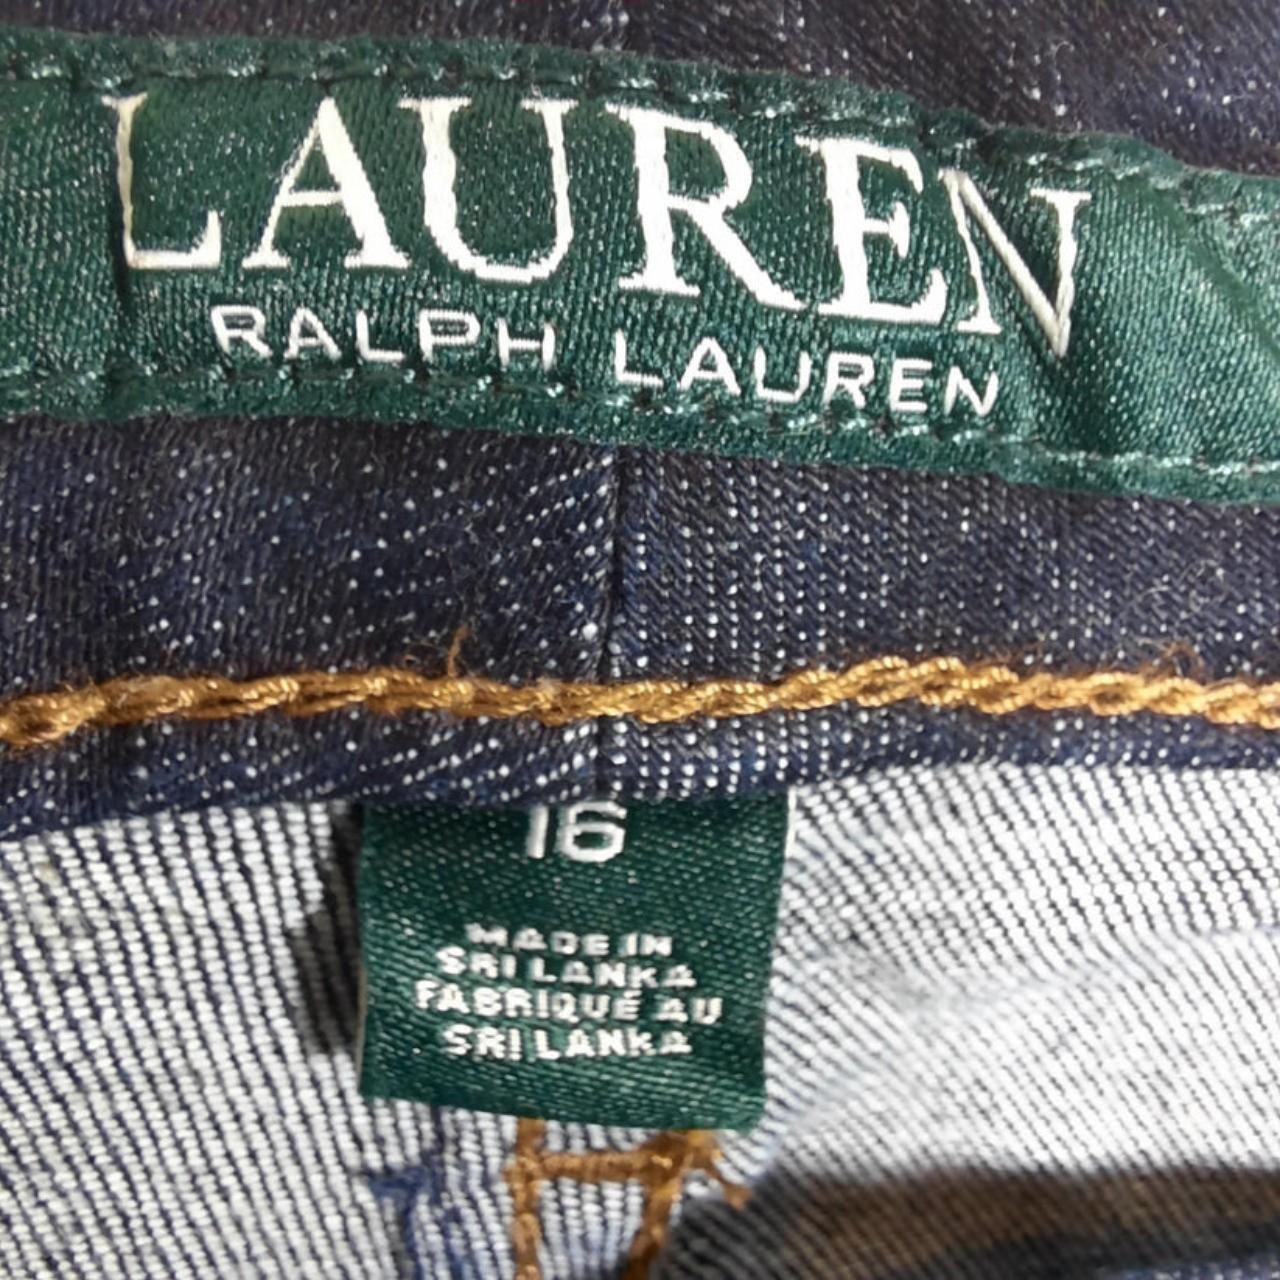 LAUREN
RALPH LAUREN
16
MADE IN
SRI LANKA
FABRIQUÉ AU
SRI LANKA